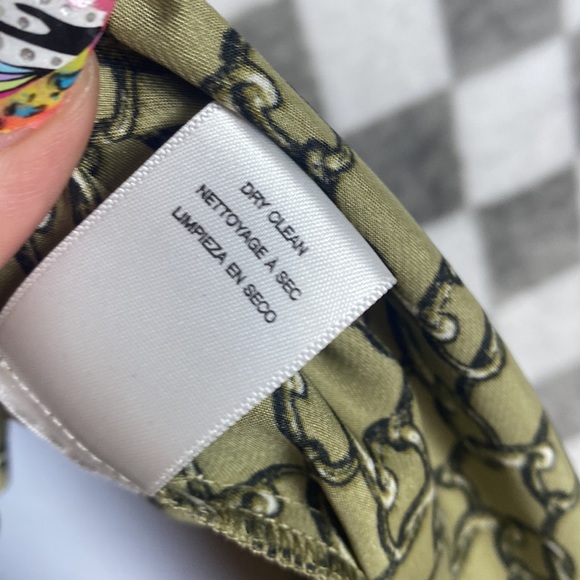 DRY CLEAN
NETTOYAGE À SEC
LIMPIEZA EN SECO